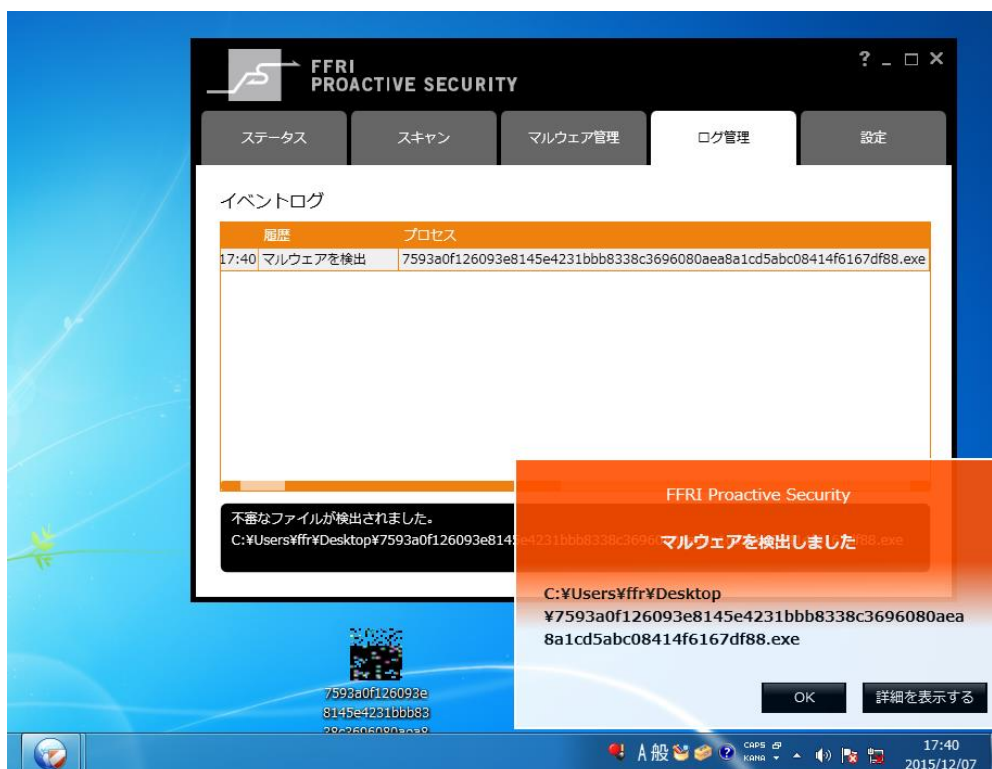 FFRI
PROACTIVE SECURITY
? _ □ ×
ステータス
スキャン
マルウェア管理
ログ管理
設定
イベントログ
履歴 プロセス
17:40 マルウェアを検出 7593a0f126093e8145e4231bbb8338c3696080aea8a1cd5abc08414f6167df88.exe
不審なファイルが検出されました。
C:¥Users¥ffr¥Desktop¥7593a0f126093e8145e4231bbb8338c3696
88.exe
FFRI Proactive Security
マルウェアを検出しました
C:¥Users¥ffr¥Desktop
¥7593a0f126093e8145e4231bbb8338c3696080aea
8a1cd5abc08414f6167df88.exe
OK
詳細を表示する
7593a0f126093e
8145e4231bbb83
38c3696080aea8
A 般
CAPS
KANA
17:40
2015/12/07